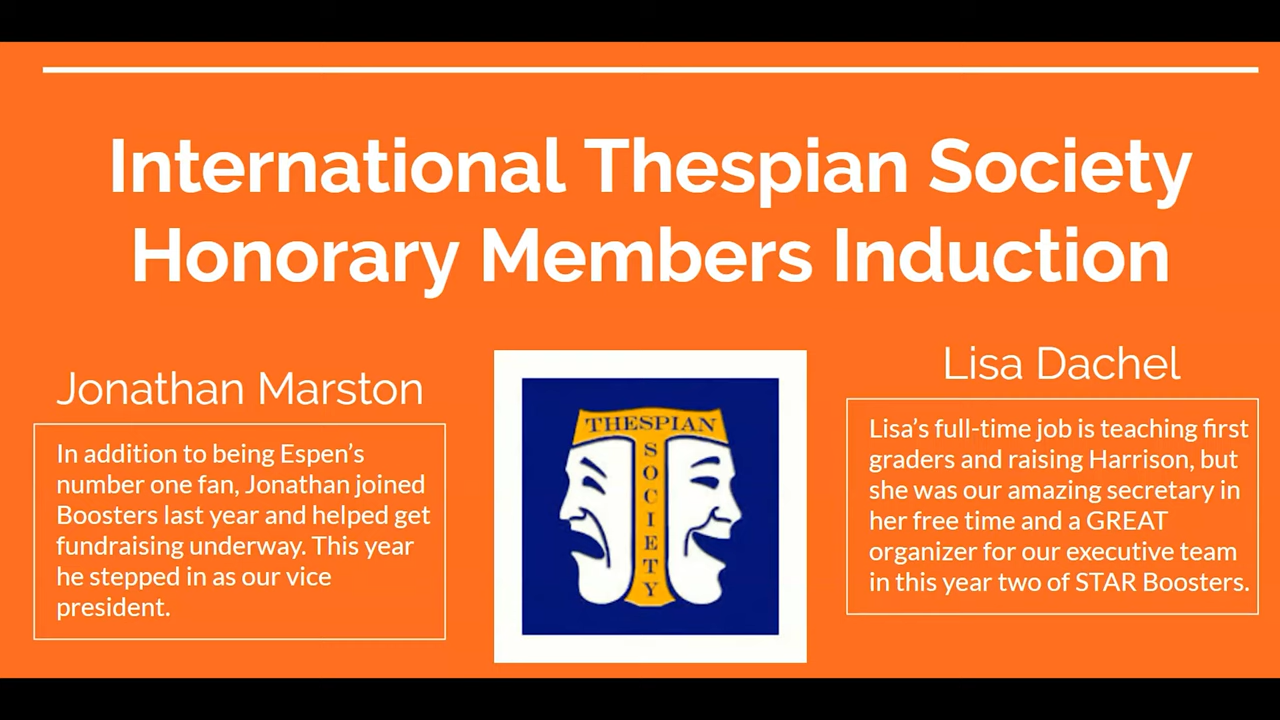 International Thespian Society
Honorary Members Induction
Jonathan Marston
In addition to being Espen’s
number one fan, Jonathan joined
Boosters last year and helped get
fundraising underway. This year
he stepped in as our vice
president.
THESPIAN
SOCIETY
Lisa Dachel
Lisa’s full-time job is teaching first
graders and raising Harrison, but
she was our amazing secretary in
her free time and a GREAT
organizer for our executive team
in this year two of STAR Boosters.